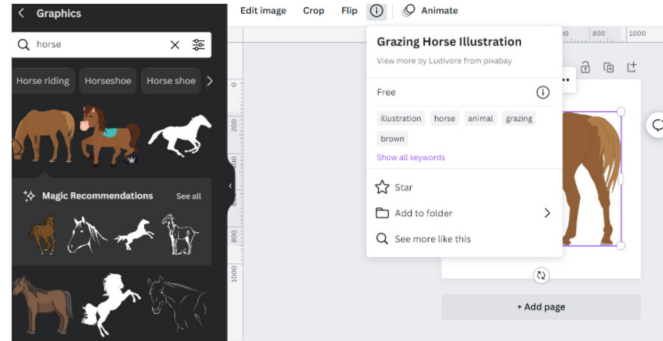 Graphics
horse
Horse riding
Horseshoe
Horse shoe
Magic Recommendations
See all
Edit image
Crop
Flip
Animate
Grazing Horse Illustration
View more by Ludivore from pixabay
Free
illustration
horse
animal
grazing
brown
Show all keywords
Star
Add to folder
See more like this
800
1000
0
200
800
1000
+ Add page